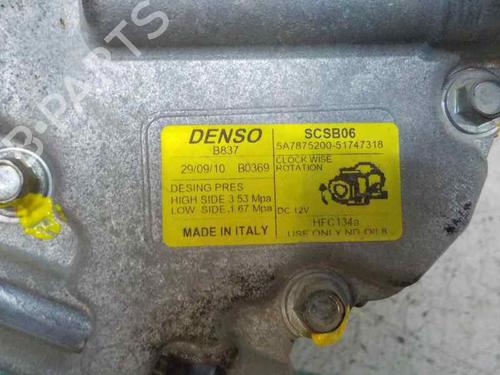 DENSO
B837
29/09/10 B0369
DESING PRES
HIGH SIDE 3.53 Mpa
LOW SIDE 1.67 Mpa
MADE IN ITALY
SCSB06
5A7875200-51747318
CLOCK WISE
ROTATION
DC 12V
HFC134a
USE ONLY ND-OIL8
B-PARTS